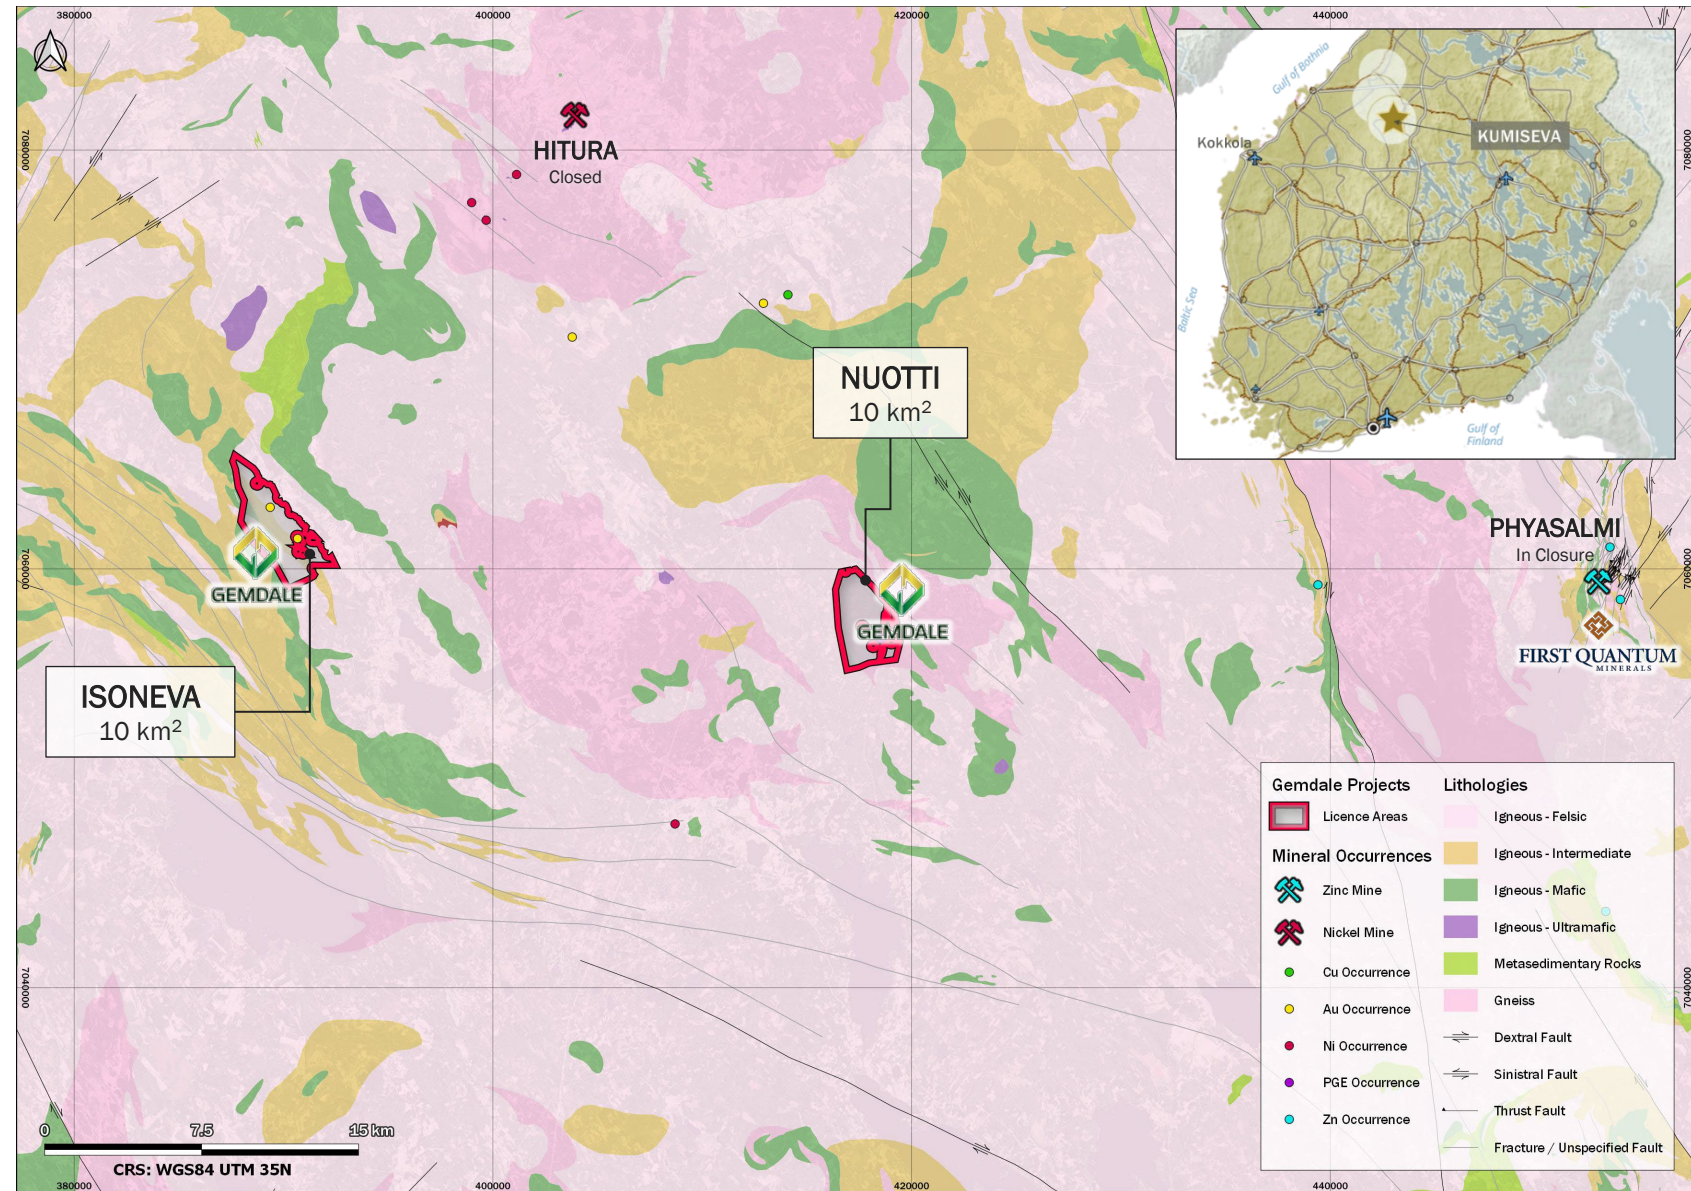 380000
400000
420000
440000
Gulf of Bothnia
Kokkola
KUMISEVA
Baltic Sea
Gulf of
Finland
7080000
7080000
HITURA
Closed
NUOTTI
10 km²
PHYASALMI
In Closure
7060000
7060000
GEMDALE
GEMDALE
FIRST QUANTUM
MINERALS
ISONEVA
10 km²
Gemdale Projects
Licence Areas
Mineral Occurrences
Zinc Mine
Nickel Mine
Cu Occurrence
Au Occurrence
Ni Occurrence
PGE Occurrence
Zn Occurrence
Lithologies
Igneous - Felsic
Igneous - Intermediate
Igneous - Mafic
Igneous - Ultramafic
Metasedimentary Rocks
Gneiss
Dextral Fault
Sinistral Fault
Thrust Fault
Fracture / Unspecified Fault
7040000
7040000
0 7.5 15 km
CRS: WGS84 UTM 35N
380000
400000
420000
440000